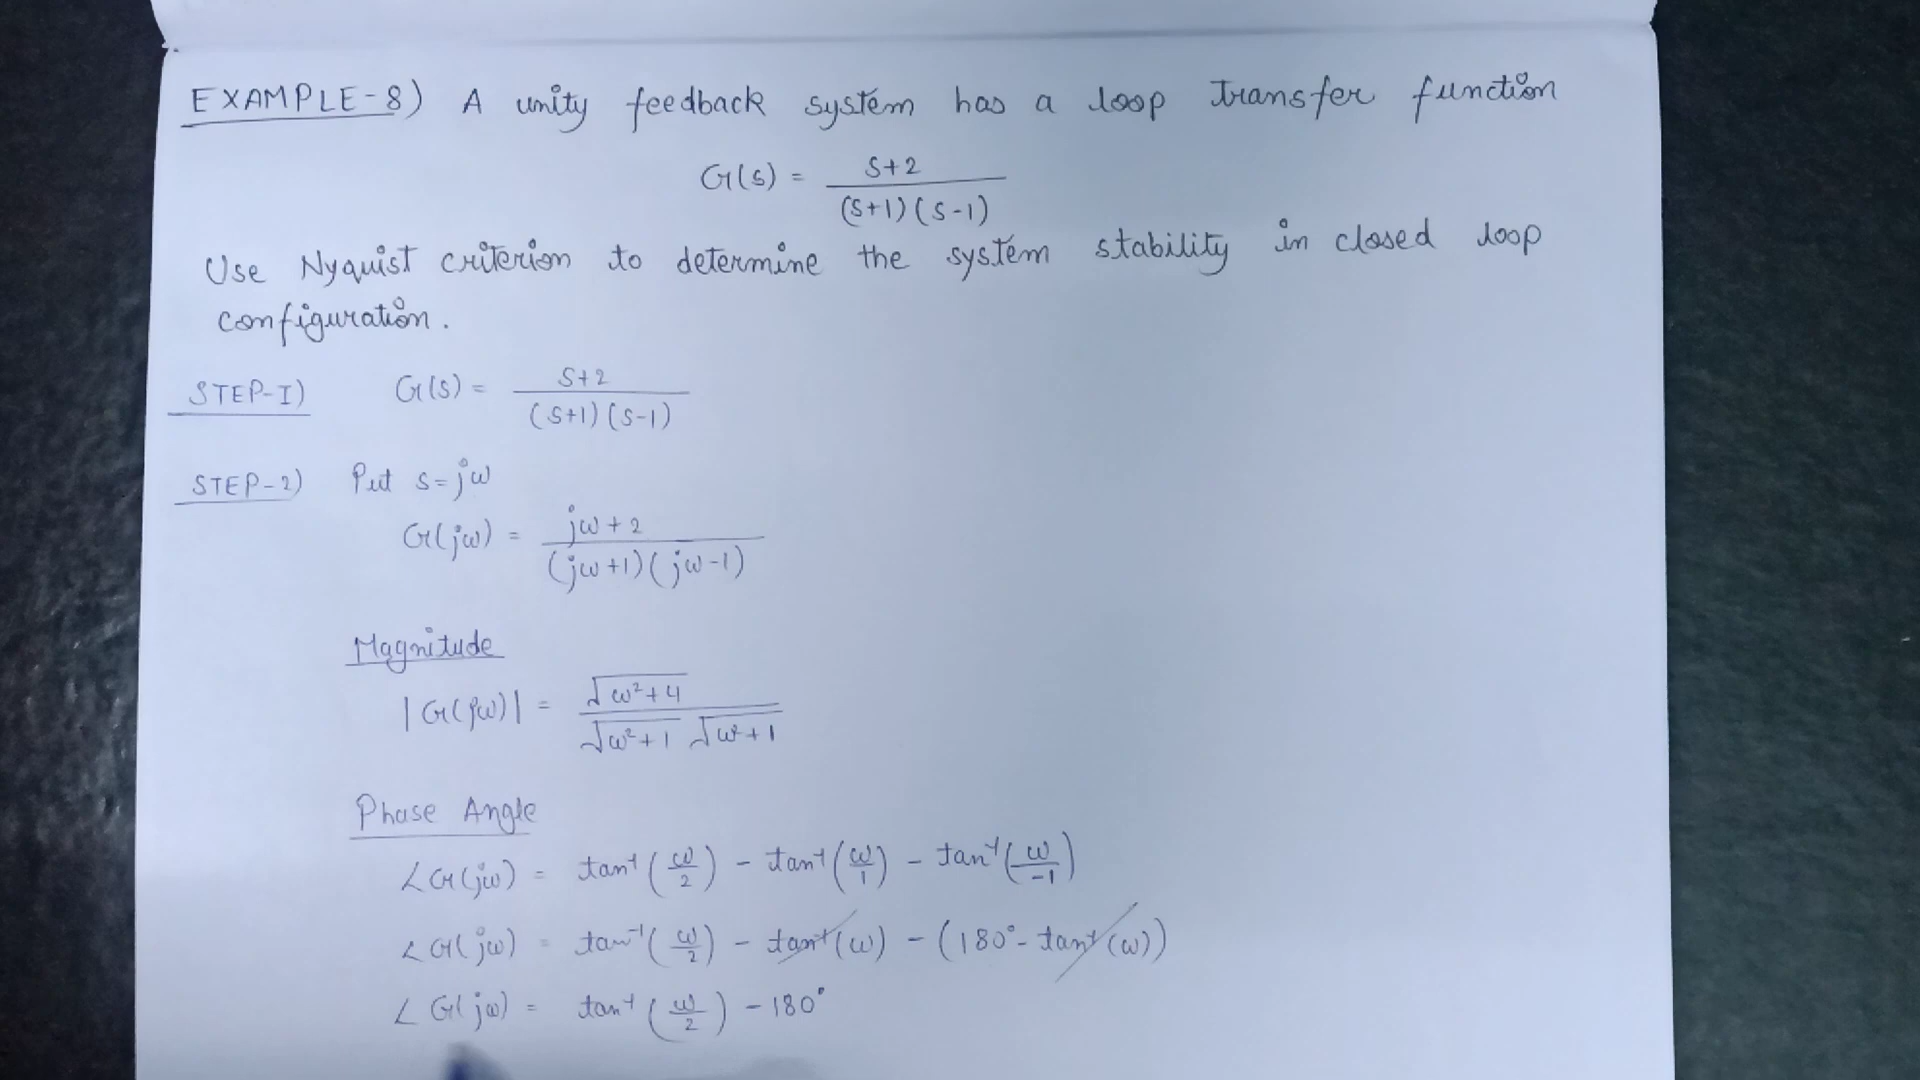 EXAMPLE-8) A unity feedback system has a loop transfer function
G(s) = s+2 / (s+1)(s-1)
Use Nyquist criterion to determine the system stability in closed loop
configuration.
STEP-I) G(s) = s+2 / (s+1)(s-1)
STEP-2) Put s=jω
G(jω) = jω+2 / (jω+1)(jω-1)
Magnitude
|G(jω)| = √(ω²+4) / √(ω²+1) √(ω²+1)
Phase Angle
∠G(jω) = tan⁻¹(ω/2) - tan⁻¹(ω/1) - tan⁻¹(ω/-1)
∠G(jω) = tan⁻¹(ω/2) - tan⁻¹(ω) - (180° - tan⁻¹(ω))
∠G(jω) = tan⁻¹(ω/2) - 180°